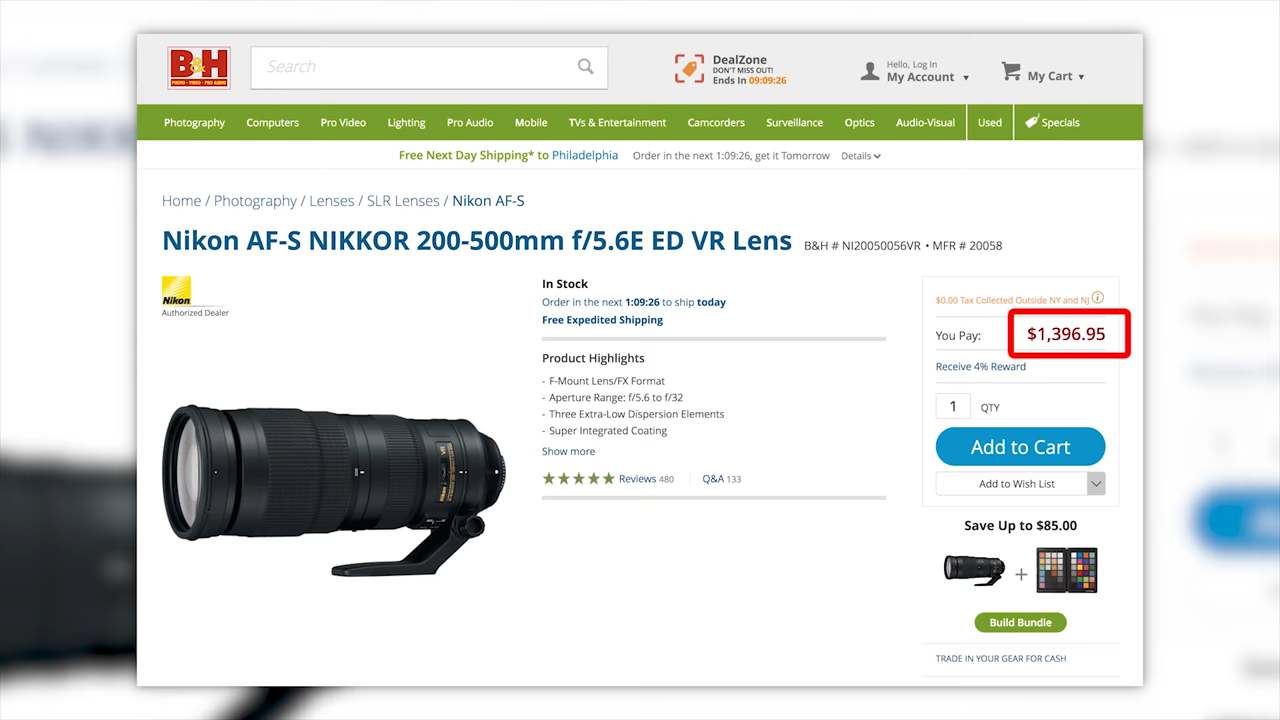 B&H
PHOTO · VIDEO · PRO AUDIO
Search
DealZone
DON'T MISS OUT!
Ends In 09:09:26
Hello, Log In
My Account
My Cart
Photography Computers Pro Video Lighting Pro Audio Mobile TVs & Entertainment Camcorders Surveillance Optics Audio-Visual Used Specials
Free Next Day Shipping* to Philadelphia Order in the next 1:09:26, get it Tomorrow Details
Home / Photography / Lenses / SLR Lenses / Nikon AF-S
Nikon AF-S NIKKOR 200-500mm f/5.6E ED VR Lens B&H # NI20050056VR • MFR # 20058
Nikon
Authorized Dealer
In Stock
Order in the next 1:09:26 to ship today
Free Expedited Shipping
Product Highlights
- F-Mount Lens/FX Format
- Aperture Range: f/5.6 to f/32
- Three Extra-Low Dispersion Elements
- Super Integrated Coating
Show more
Reviews 480 Q&A 133
$0.00 Tax Collected Outside NY and NJ
You Pay: $1,396.95
Receive 4% Reward
1 QTY
Add to Cart
Add to Wish List
Save Up to $85.00
+
Build Bundle
TRADE IN YOUR GEAR FOR CASH